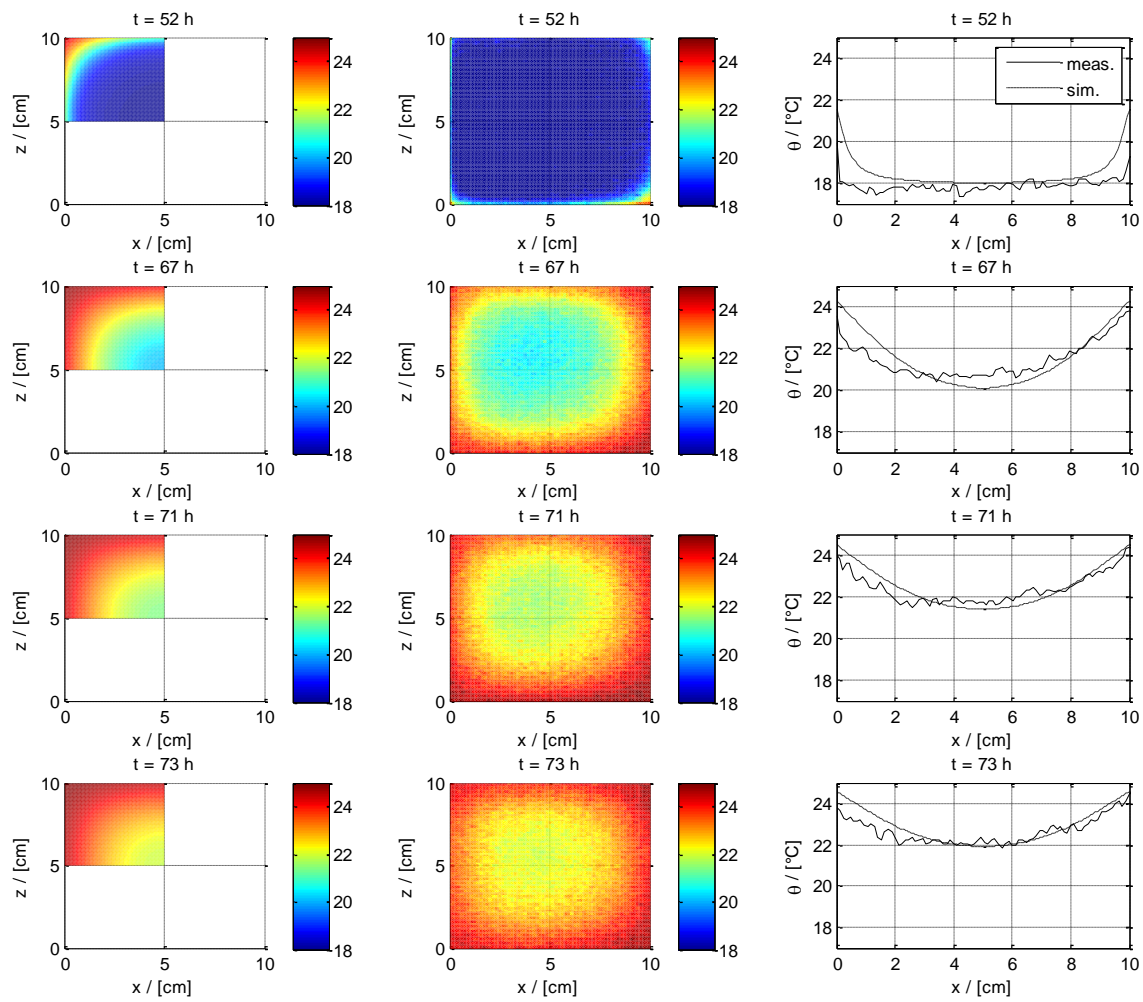 t = 52 h
10
5
0
z / [cm]
0 5 10
x / [cm]
24
22
20
18
t = 52 h
10
5
0
z / [cm]
0 5 10
x / [cm]
24
22
20
18
t = 52 h
24
22
20
18
θ / [°C]
0 2 4 6 8 10
x / [cm]
meas.
sim.
t = 67 h
10
5
0
z / [cm]
0 5 10
x / [cm]
24
22
20
18
t = 67 h
10
5
0
z / [cm]
0 5 10
x / [cm]
24
22
20
18
t = 67 h
24
22
20
18
θ / [°C]
0 2 4 6 8 10
x / [cm]
t = 71 h
10
5
0
z / [cm]
0 5 10
x / [cm]
24
22
20
18
t = 71 h
10
5
0
z / [cm]
0 5 10
x / [cm]
24
22
20
18
t = 71 h
24
22
20
18
θ / [°C]
0 2 4 6 8 10
x / [cm]
t = 73 h
10
5
0
z / [cm]
0 5 10
x / [cm]
24
22
20
18
t = 73 h
10
5
0
z / [cm]
0 5 10
x / [cm]
24
22
20
18
t = 73 h
24
22
20
18
θ / [°C]
0 2 4 6 8 10
x / [cm]